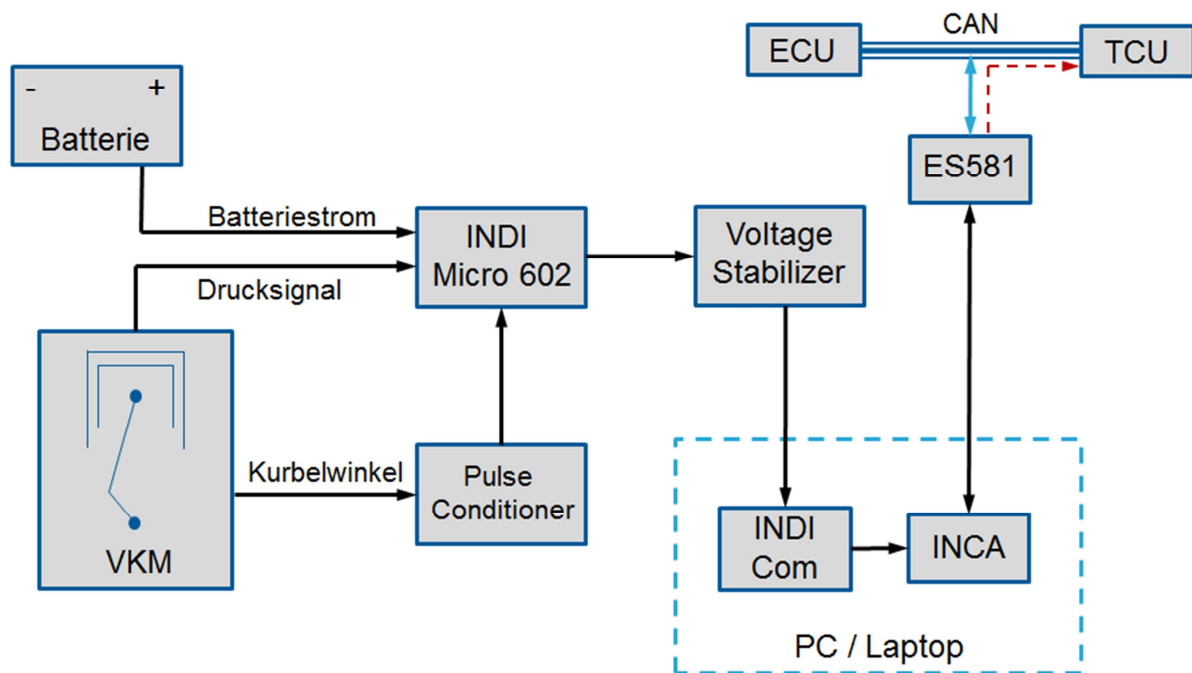 CAN
ECU
TCU
- +
Batterie
ES581
Batteriestrom
INDI
Micro 602
Voltage
Stabilizer
Drucksignal
Kurbelwinkel
Pulse
Conditioner
VKM
INDI
Com
INCA
PC / Laptop